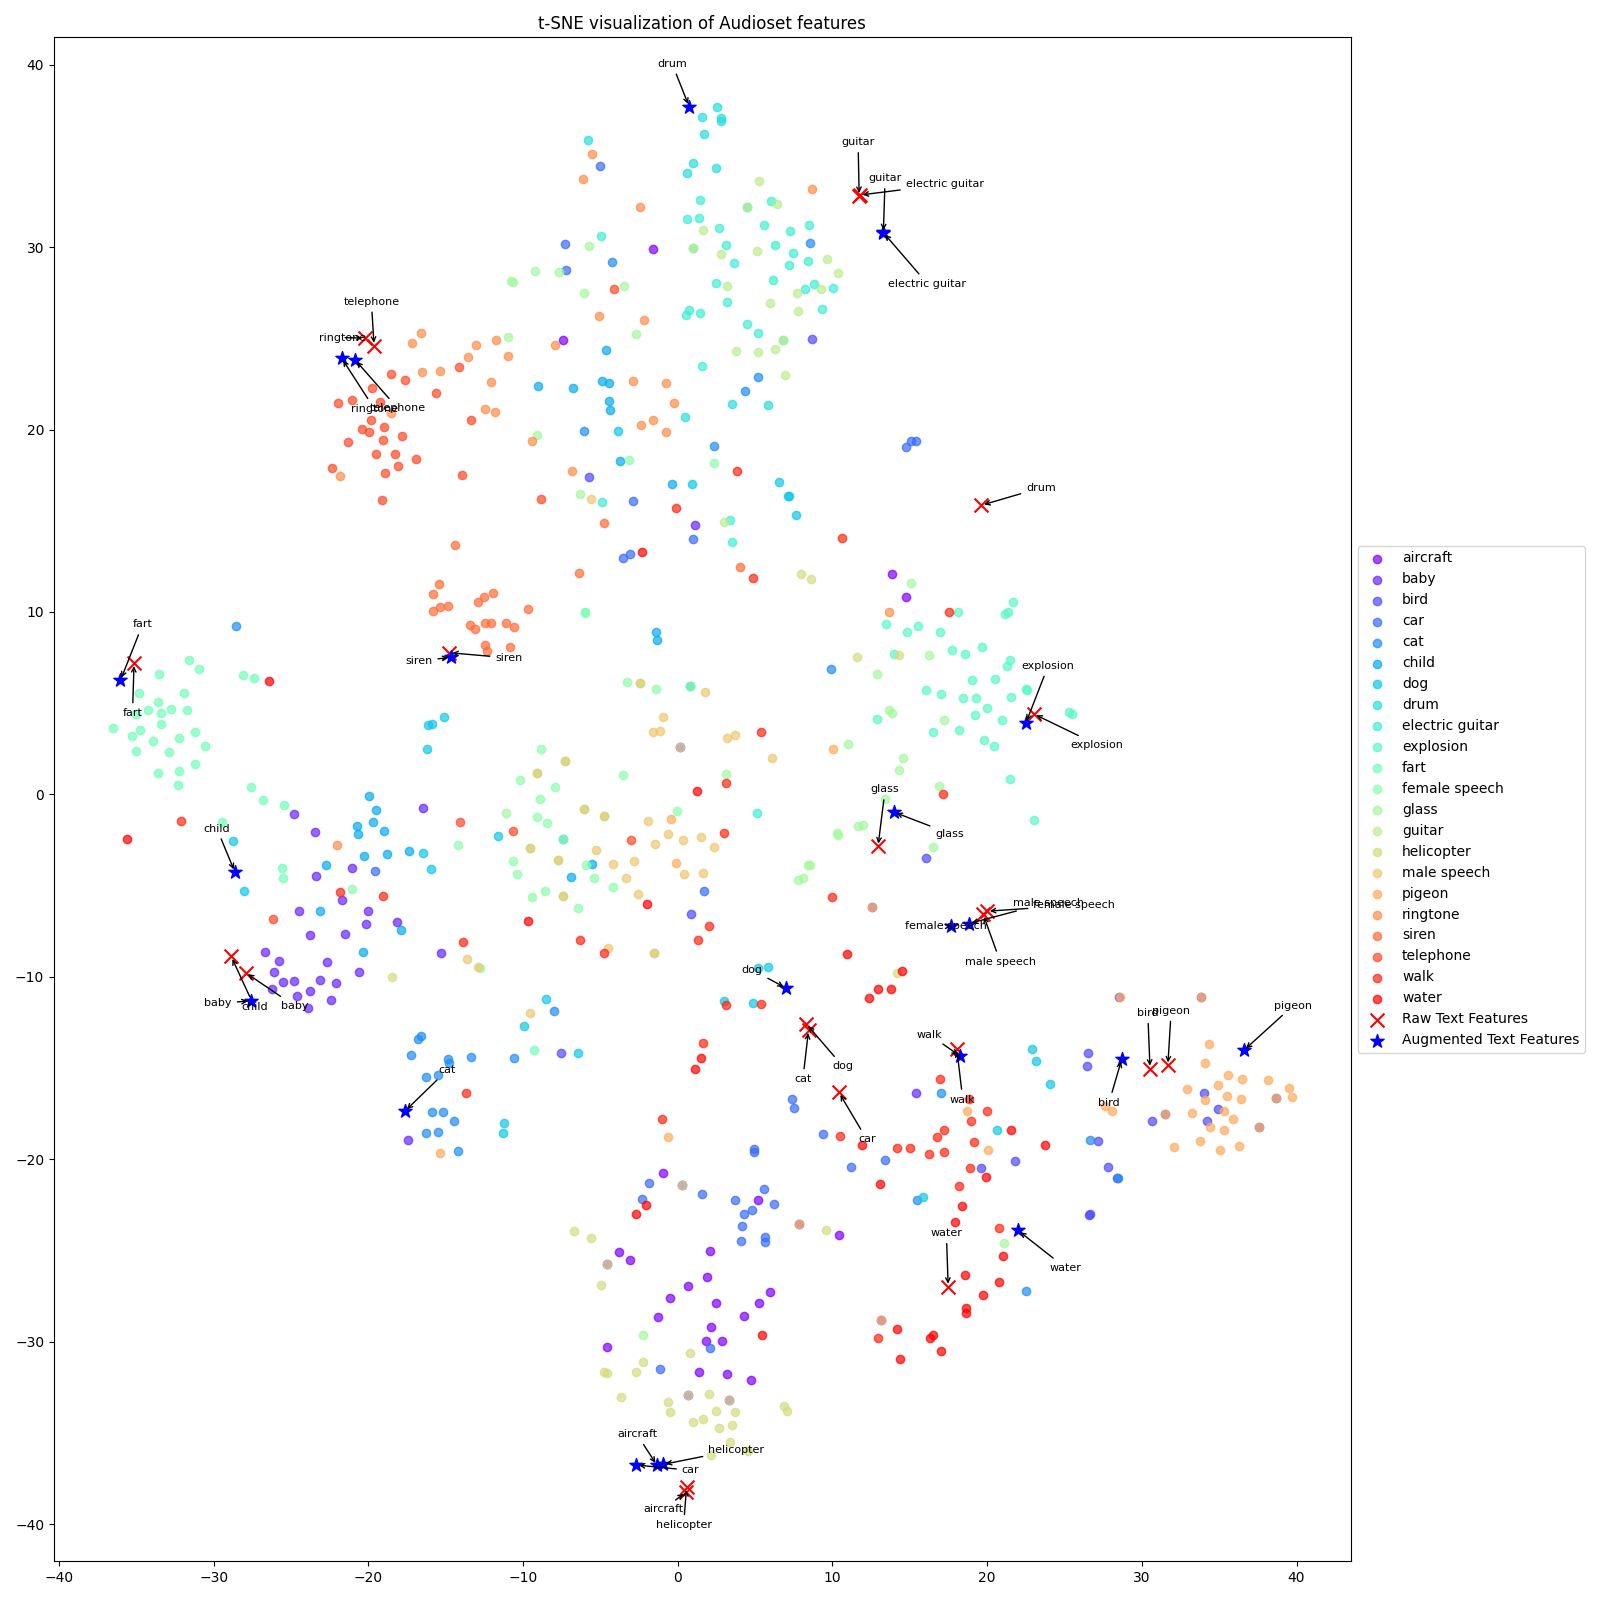 t-SNE visualization of Audioset features
40
30
20
10
0
−10
−20
−30
−40
−40
−30
−20
−10
0
10
20
30
40
drum
guitar
guitar
electric guitar
electric guitar
telephone
ringtone
ringtone
telephone
drum
fart
fart
siren
siren
explosion
explosion
glass
glass
child
male speech
female speech
female speech
male speech
baby
child
baby
dog
dog
cat
car
cat
walk
walk
bird
pigeon
pigeon
bird
water
water
aircraft
helicopter
car
aircraft
helicopter
aircraft
baby
bird
car
cat
child
dog
drum
electric guitar
explosion
fart
female speech
glass
guitar
helicopter
male speech
pigeon
ringtone
siren
telephone
walk
water
Raw Text Features
Augmented Text Features